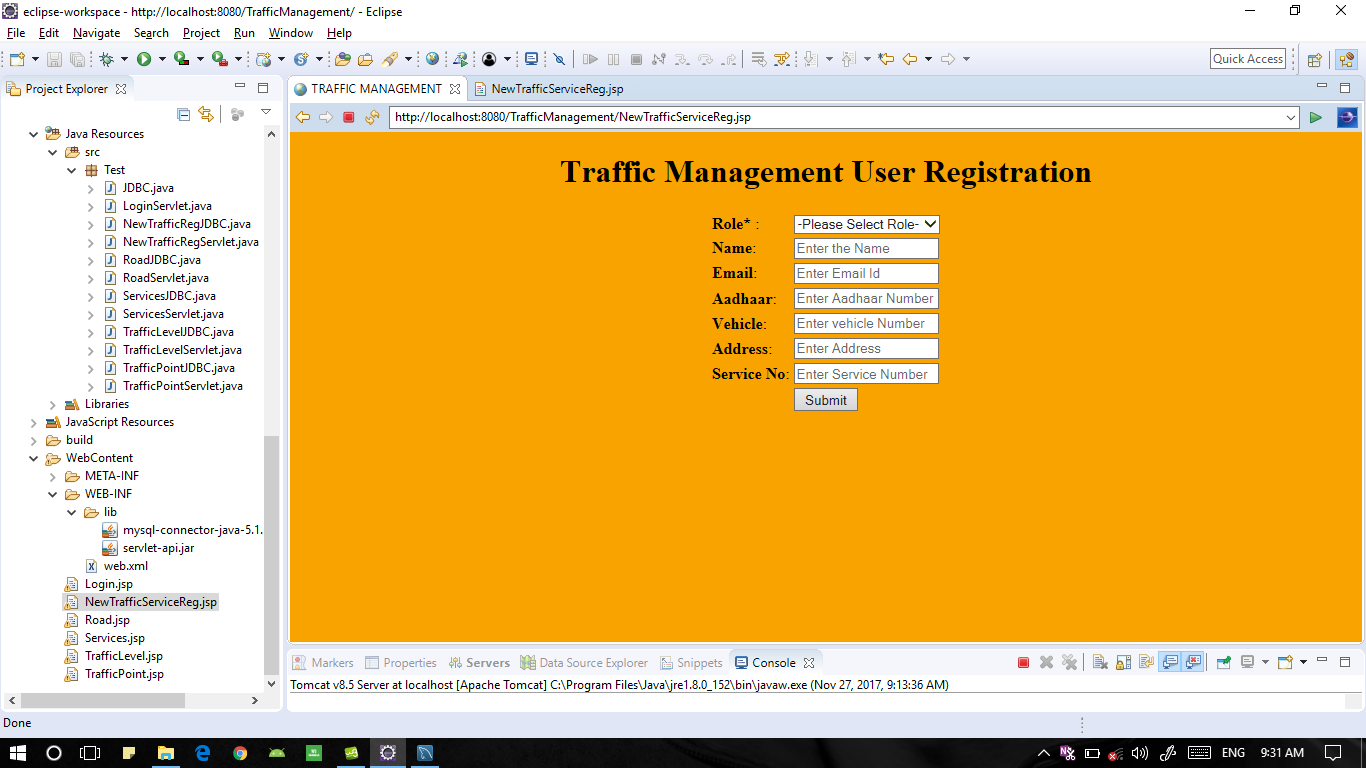 eclipse-workspace - http://localhost:8080/TrafficManagement/ - Eclipse
File Edit Navigate Search Project Run Window Help
Quick Access
Project Explorer
TRAFFIC MANAGEMENT
NewTrafficServiceReg.jsp
http://localhost:8080/TrafficManagement/NewTrafficServiceReg.jsp
Java Resources
src
Test
JDBC.java
LoginServlet.java
NewTrafficRegJDBC.java
NewTrafficRegServlet.java
RoadJDBC.java
RoadServlet.java
ServicesJDBC.java
ServicesServlet.java
TrafficLevelJDBC.java
TrafficLevelServlet.java
TrafficPointJDBC.java
TrafficPointServlet.java
Libraries
JavaScript Resources
build
WebContent
META-INF
WEB-INF
lib
mysql-connector-java-5.1.
servlet-api.jar
web.xml
Login.jsp
NewTrafficServiceReg.jsp
Road.jsp
Services.jsp
TrafficLevel.jsp
TrafficPoint.jsp
Traffic Management User Registration
Role* : -Please Select Role-
Name: Enter the Name
Email: Enter Email Id
Aadhaar: Enter Aadhaar Number
Vehicle: Enter vehicle Number
Address: Enter Address
Service No: Enter Service Number
Submit
Markers Properties Servers Data Source Explorer Snippets Console
Tomcat v8.5 Server at localhost [Apache Tomcat] C:\Program Files\Java\jre1.8.0_152\bin\javaw.exe (Nov 27, 2017, 9:13:36 AM)
Done
ENG 9:31 AM